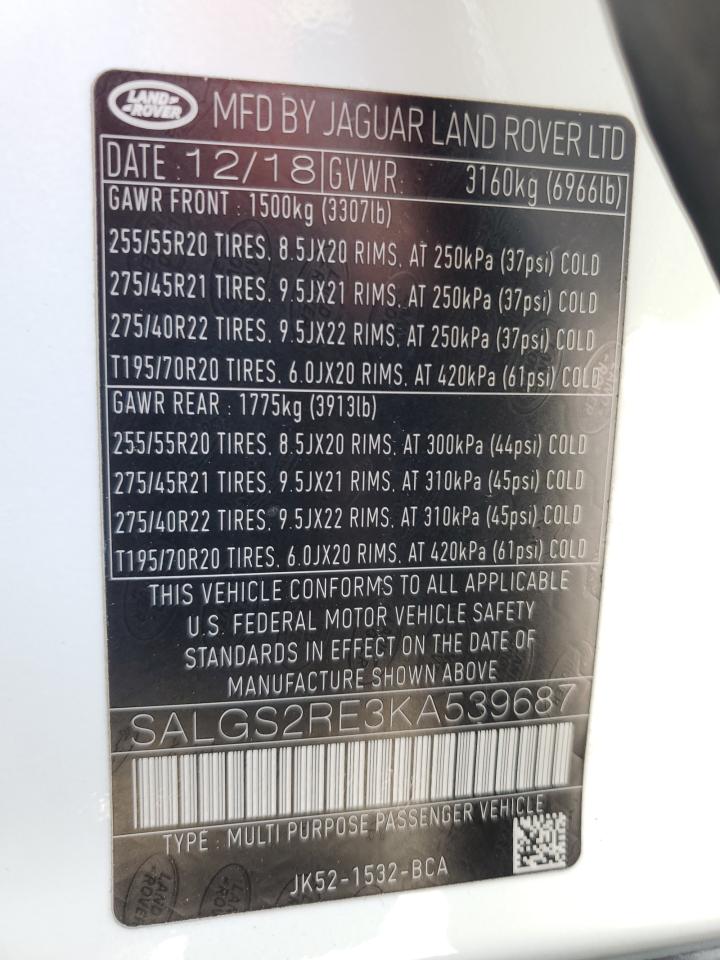 LAND ROVER
MFD BY JAGUAR LAND ROVER LTD
DATE :12/18 GVWR: 3160kg (6966lb)
GAWR FRONT : 1500kg (3307lb)
255/55R20 TIRES, 8.5JX20 RIMS, AT 250kPa (37psi) COLD
275/45R21 TIRES, 9.5JX21 RIMS, AT 250kPa (37psi) COLD
275/40R22 TIRES, 9.5JX22 RIMS, AT 250kPa (37psi) COLD
T195/70R20 TIRES, 6.0JX20 RIMS, AT 420kPa (61psi) COLD
GAWR REAR : 1775kg (3913lb)
255/55R20 TIRES, 8.5JX20 RIMS, AT 300kPa (44psi) COLD
275/45R21 TIRES, 9.5JX21 RIMS, AT 310kPa (45psi) COLD
275/40R22 TIRES, 9.5JX22 RIMS, AT 310kPa (45psi) COLD
T195/70R20 TIRES, 6.0JX20 RIMS, AT 420kPa (61psi) COLD
THIS VEHICLE CONFORMS TO ALL APPLICABLE
U.S. FEDERAL MOTOR VEHICLE SAFETY
STANDARDS IN EFFECT ON THE DATE OF
MANUFACTURE SHOWN ABOVE
SALGS2RE3KA539687
TYPE : MULTI PURPOSE PASSENGER VEHICLE
JK52-1532-BCA